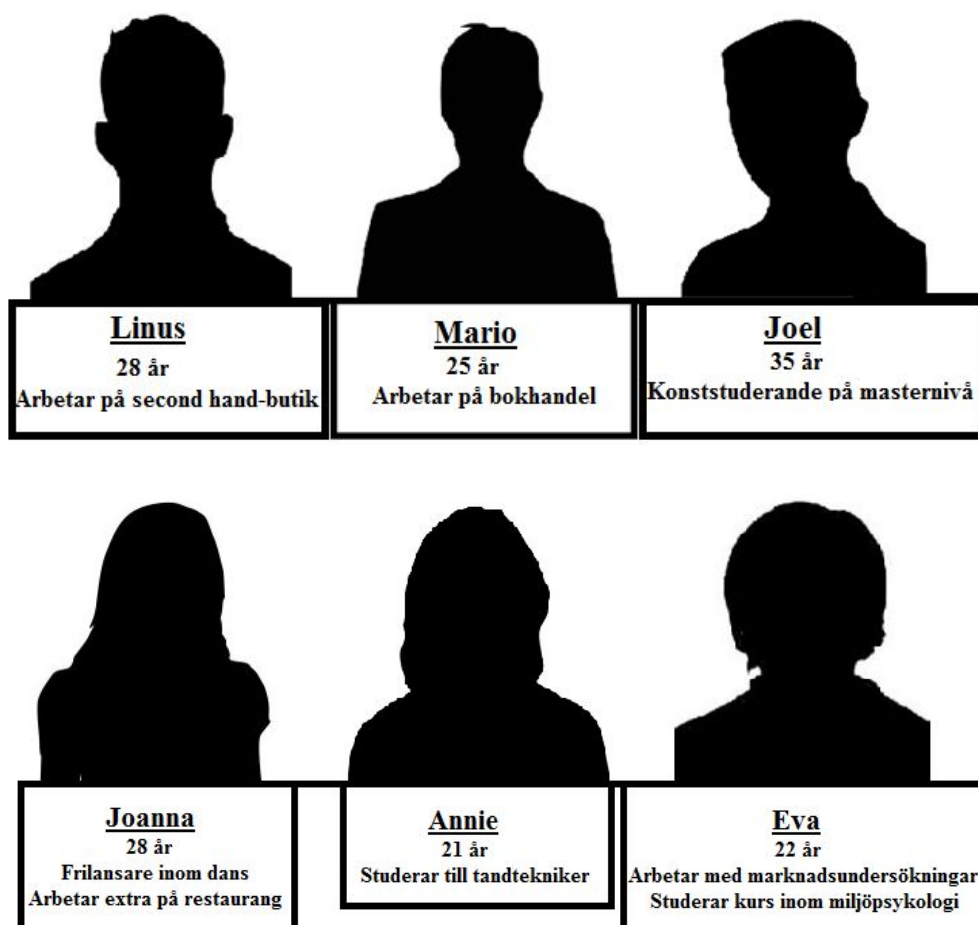 Linus
28 år
Arbetar på second hand-butik
Mario
25 år
Arbetar på bokhandel
Joel
35 år
Konststuderande på masternivå
Joanna
28 år
Frilansare inom dans
Arbetar extra på restaurang
Annie
21 år
Studerar till tandtekniker
Eva
22 år
Arbetar med marknadsundersökningar
Studerar kurs inom miljöpsykologi